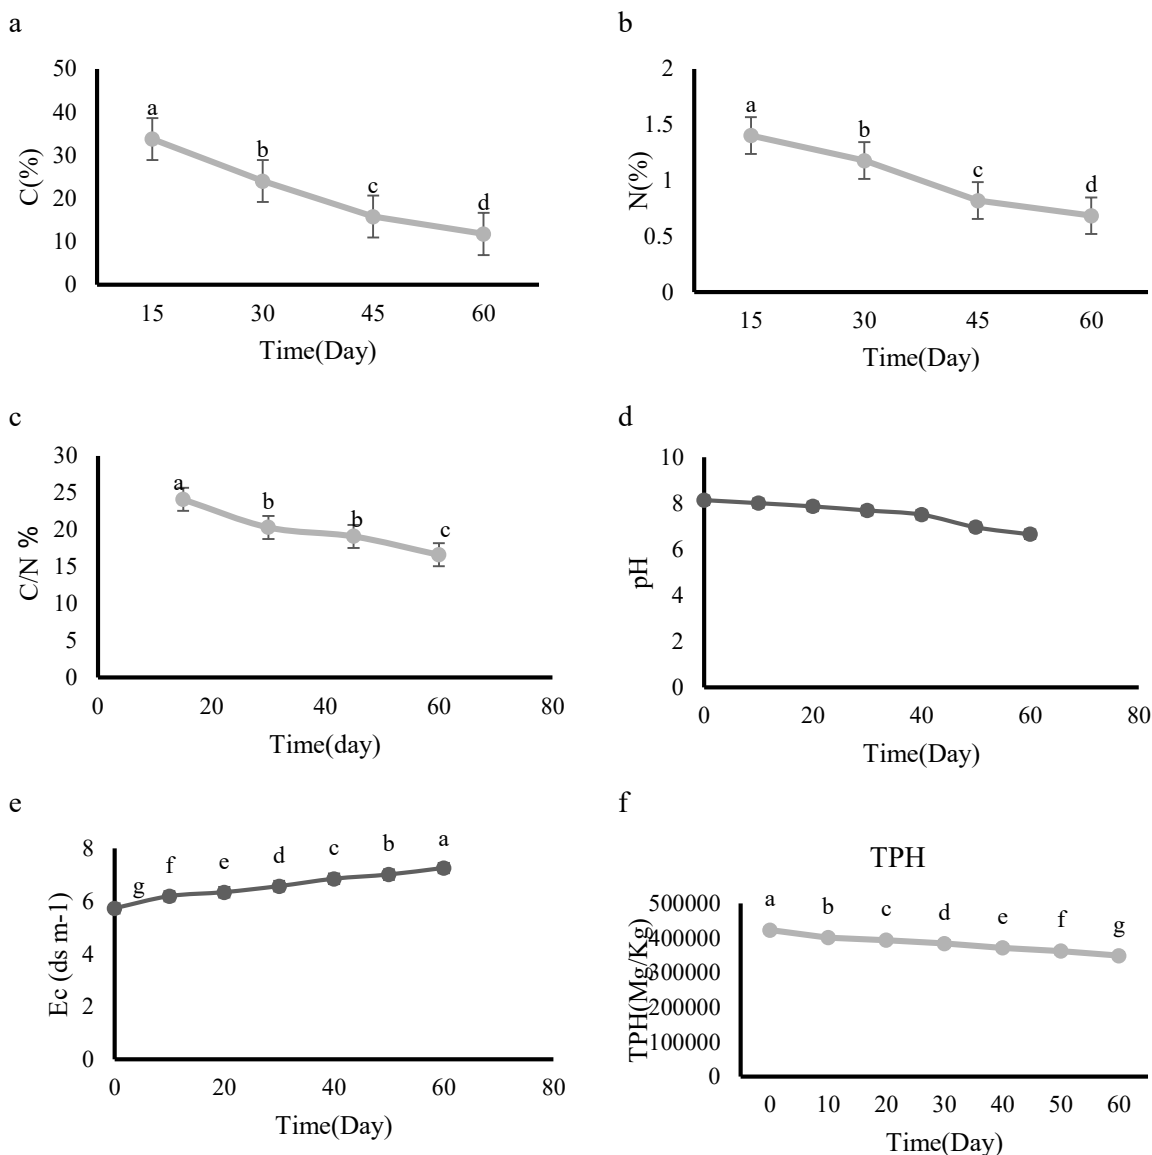 a
50
40
30
20
10
0
C(%)
a
b
c
d
15 30 45 60
Time(Day)
b
2
1.5
1
0.5
0
N(%)
a
b
c
d
15 30 45 60
Time(Day)
c
30
25
20
15
10
5
0
C/N %
a
b
b
c
0 20 40 60 80
Time(day)
d
10
8
6
4
2
0
pH
0 20 40 60 80
Time(Day)
e
8
6
4
2
0
Ec (ds m-1)
g f e d c b a
0 20 40 60 80
Time(Day)
f
TPH
500000
400000
300000
200000
100000
0
TPH(Mg/Kg)
a b c d e f g
0 10 20 30 40 50 60
Time(Day)